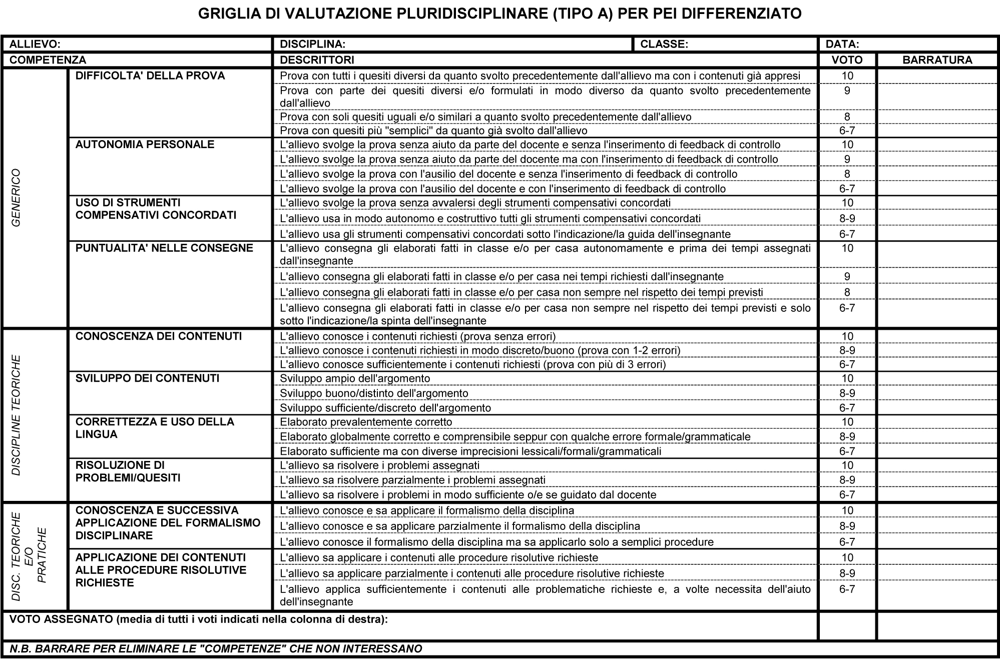 GRIGLIA DI VALUTAZIONE PLURIDISCIPLINARE (TIPO A) PER PEI DIFFERENZIATO
ALLIEVO: DISCIPLINA: CLASSE: DATA:
COMPETENZA DESCRITTORI VOTO BARRATURA
GENERICO
DIFFICOLTA' DELLA PROVA
Prova con tutti i quesiti diversi da quanto svolto precedentemente dall'allievo ma con i contenuti già appresi 10
Prova con parte dei quesiti diversi e/o formulati in modo diverso da quanto svolto precedentemente 9
dall'allievo
Prova con soli quesiti uguali e/o similari a quanto svolto precedentemente dall'allievo 8
Prova con quesiti più "semplici" da quanto già svolto dall'allievo 6-7
AUTONOMIA PERSONALE
L'allievo svolge la prova senza aiuto da parte del docente e senza l'inserimento di feedback di controllo 10
L'allievo svolge la prova senza aiuto da parte del docente ma con l'inserimento di feedback di controllo 9
L'allievo svolge la prova con l'ausilio del docente e senza l'inserimento di feedback di controllo 8
L'allievo svolge la prova con l'ausilio del docente e con l'inserimento di feedback di controllo 6-7
USO DI STRUMENTI
COMPENSATIVI CONCORDATI
L'allievo svolge la prova senza avvalersi degli strumenti compensativi concordati 10
L'allievo usa in modo autonomo e costruttivo tutti gli strumenti compensativi concordati 8-9
L'allievo usa gli strumenti compensativi concordati sotto l'indicazione/la guida dell'insegnante 6-7
PUNTUALITA' NELLE CONSEGNE
L'allievo consegna gli elaborati fatti in classe e/o per casa autonomamente e prima dei tempi assegnati 10
dall'insegnante
L'allievo consegna gli elaborati fatti in classe e/o per casa nei tempi richiesti dall'insegnante 9
L'allievo consegna gli elaborati fatti in classe e/o per casa non sempre nel rispetto dei tempi previsti 8
L'allievo consegna gli elaborati fatti in classe e/o per casa non sempre nel rispetto dei tempi previsti e solo 6-7
sotto l'indicazione/la spinta dell'insegnante
DISCIPLINE TEORICHE
CONOSCENZA DEI CONTENUTI
L'allievo conosce i contenuti richiesti (prova senza errori) 10
L'allievo conosce i contenuti richiesti in modo discreto/buono (prova con 1-2 errori) 8-9
L'allievo conosce sufficientemente i contenuti richiesti (prova con più di 3 errori) 6-7
SVILUPPO DEI CONTENUTI
Sviluppo ampio dell'argomento 10
Sviluppo buono/distinto dell'argomento 8-9
Sviluppo sufficiente/discreto dell'argomento 6-7
CORRETTEZZA E USO DELLA
LINGUA
Elaborato prevalentemente corretto 10
Elaborato globalmente corretto e comprensibile seppur con qualche errore formale/grammaticale 8-9
Elaborato sufficiente ma con diverse imprecisioni lessicali/formali/grammaticali 6-7
RISOLUZIONE DI
PROBLEMI/QUESITI
L'allievo sa risolvere i problemi assegnati 10
L'allievo sa risolvere parzialmente i problemi assegnati 8-9
L'allievo sa risolvere i problemi in modo sufficiente o/e se guidato dal docente 6-7
DISC. TEORICHE
E/O
PRATICHE
CONOSCENZA E SUCCESSIVA
APPLICAZIONE DEL FORMALISMO
DISCIPLINARE
L'allievo conosce e sa applicare il formalismo della disciplina 10
L'allievo conosce e sa applicare parzialmente il formalismo della disciplina 8-9
L'allievo conosce il formalismo della disciplina ma sa applicarlo solo a semplici procedure 6-7
APPLICAZIONE DEI CONTENUTI
ALLE PROCEDURE RISOLUTIVE
RICHIESTE
L'allievo sa applicare i contenuti alle procedure risolutive richieste 10
L'allievo sa applicare parzialmente i contenuti alle procedure risolutive richieste 8-9
L'allievo applica sufficientemente i contenuti alle problematiche richieste e, a volte necessita dell'aiuto 6-7
dell'insegnante
VOTO ASSEGNATO (media di tutti i voti indicati nella colonna di destra):
N.B. BARRARE PER ELIMINARE LE "COMPETENZE" CHE NON INTERESSANO